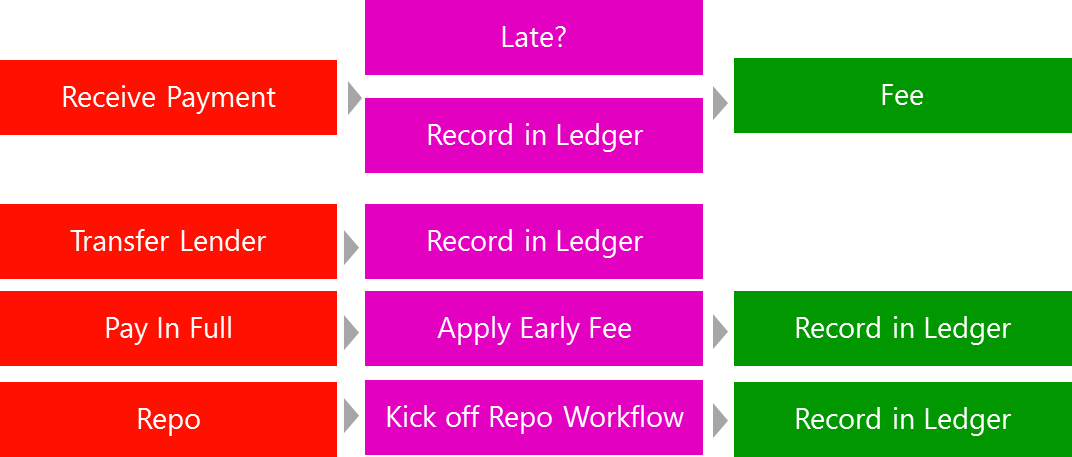 Late?
Receive Payment
Fee
Record in Ledger
Transfer Lender
Record in Ledger
Pay In Full
Apply Early Fee
Record in Ledger
Repo
Kick off Repo Workflow
Record in Ledger